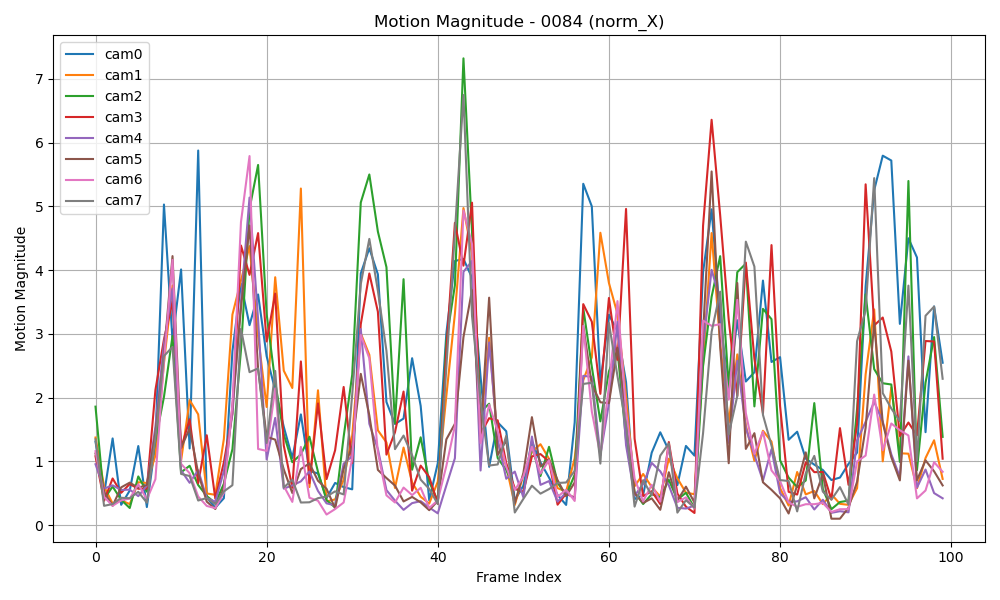 Motion Magnitude - 0084 (norm_X)
cam0
cam1
cam2
cam3
cam4
cam5
cam6
cam7
Motion Magnitude
7
6
5
4
3
2
1
0
0
20
40
60
80
100
Frame Index